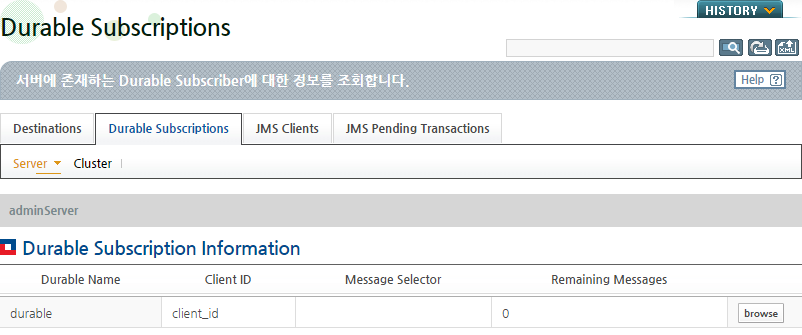 HISTORY
Durable Subscriptions
서버에 존재하는 Durable Subscriber에 대한 정보를 조회합니다.
Help ?
Destinations Durable Subscriptions JMS Clients JMS Pending Transactions
Server Cluster
adminServer
Durable Subscription Information
Durable Name Client ID Message Selector Remaining Messages
durable client_id 0 browse